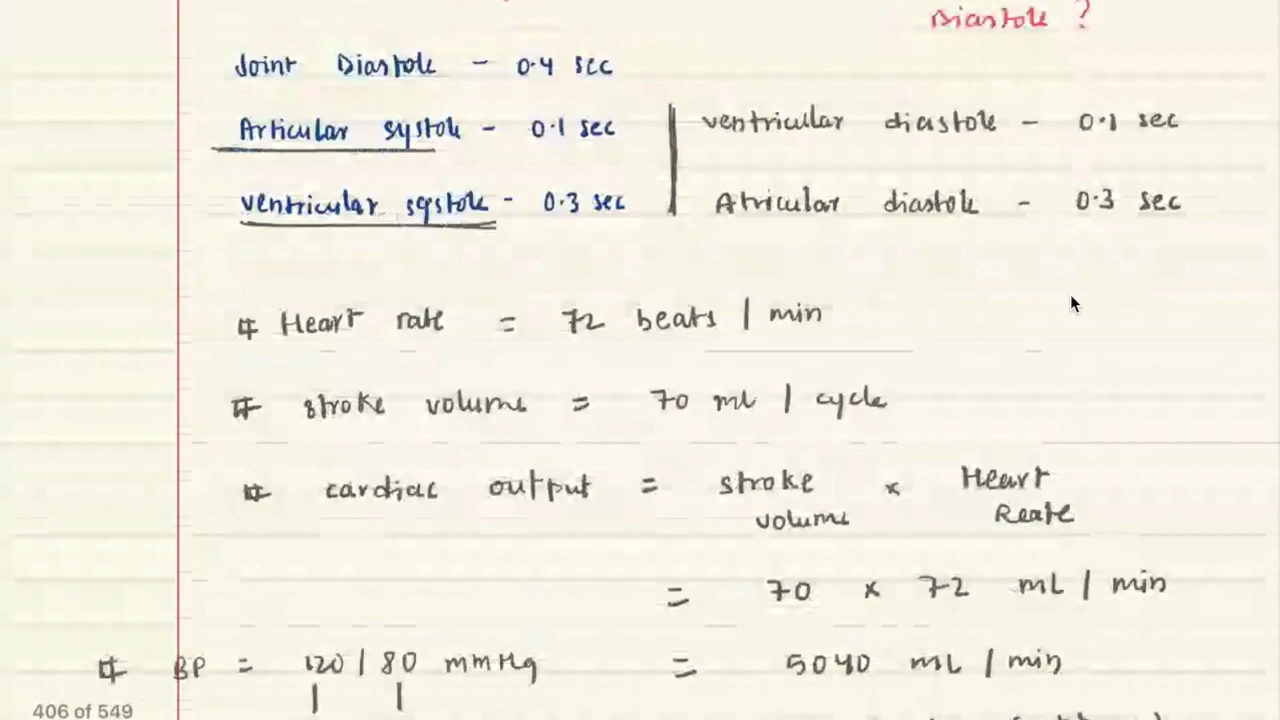 Diastole ?
Joint Diastole - 0.4 sec
Articular systole - 0.1 sec
ventricullar diastole - 0.1 sec
ventricular systole - 0.3 sec
Atricular diastole - 0.3 sec
# Heart rate = 72 beats / min
# stroke volume = 70 ml / cycle
# cardiac output = stroke volume x Heart Reate
= 70 x 72 mL / min
# BP = 120 / 80 mmHg
= 5040 mL / min
406 of 549